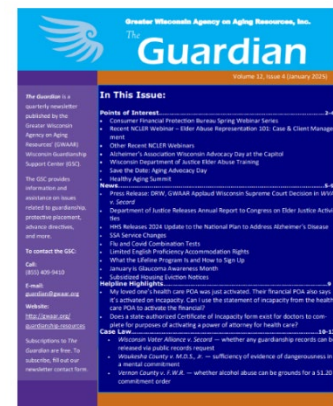 Greater Wisconsin Agency on Aging Resources, Inc.
The
Guardian
Volume 12, Issue 4 (January 2025)
The Guardian is a
quarterly newsletter
published by the
Greater Wisconsin
Agency on Aging
Resources' (GWAAR)
Wisconsin Guardianship
Support Center (GSC).
The GSC provides
information and
assistance on issues
related to guardianship,
protective placement,
advance directives,
and more.
To contact the GSC:
Call:
(855) 409-9410
E-mail:
guardian@gwaar.org
Website:
http://gwaar.org/
guardianship-resources
Subscriptions to The
Guardian are free. To
subscribe, fill out our
newsletter contact form.
In This Issue:
Points of Interest
• Consumer Financial Protection Bureau Spring Webinar Series
• Recent NCLER Webinar – Elder Abuse Representation 101: Case & Client Manage
ment
• Other Recent NCLER Webinars
• Alzheimer's Association Wisconsin Advocacy Day at the Capitol
• Wisconsin Department of Justice Elder Abuse Training
• Save the Date: Aging Advocacy Day
• Healthy Aging Summit
News
• Press Release: DRW, GWAAR Applaud Wisconsin Supreme Court Decision in WVA
v. Secord
• Department of Justice Releases Annual Report to Congress on Elder Justice Activi
ties
• HHS Releases 2024 Update to the National Plan to Address Alzheimer's Disease
• SSA Service Changes
• Flu and Covid Combination Tests
• Limited English Proficiency Accommodation Rights
• What the Lifeline Program Is and How to Sign Up
• January is Glaucoma Awareness Month
• Subsidized Housing Eviction Notices
Helpline Highlights 9
• My loved one's health care POA was just activated. Their financial POA also says
it's activated on incapacity. Can I use the statement of incapacity from the health
care POA to activate the financial?
• Does a state-authorized Certificate of Incapacity form exist for doctors to com-
plete for purposes of activating a power of attorney for health care?
Case Law
• Wisconsin Voter Alliance v. Secord — whether any guardianship records can b
released via public records request
• Waukesha County v. M.D.S., Jr. — sufficiency of evidence of dangerousness in
a mental commitment
• Vernon County v. F.W.R. — whether alcohol abuse can be grounds for a 51.20
commitment order